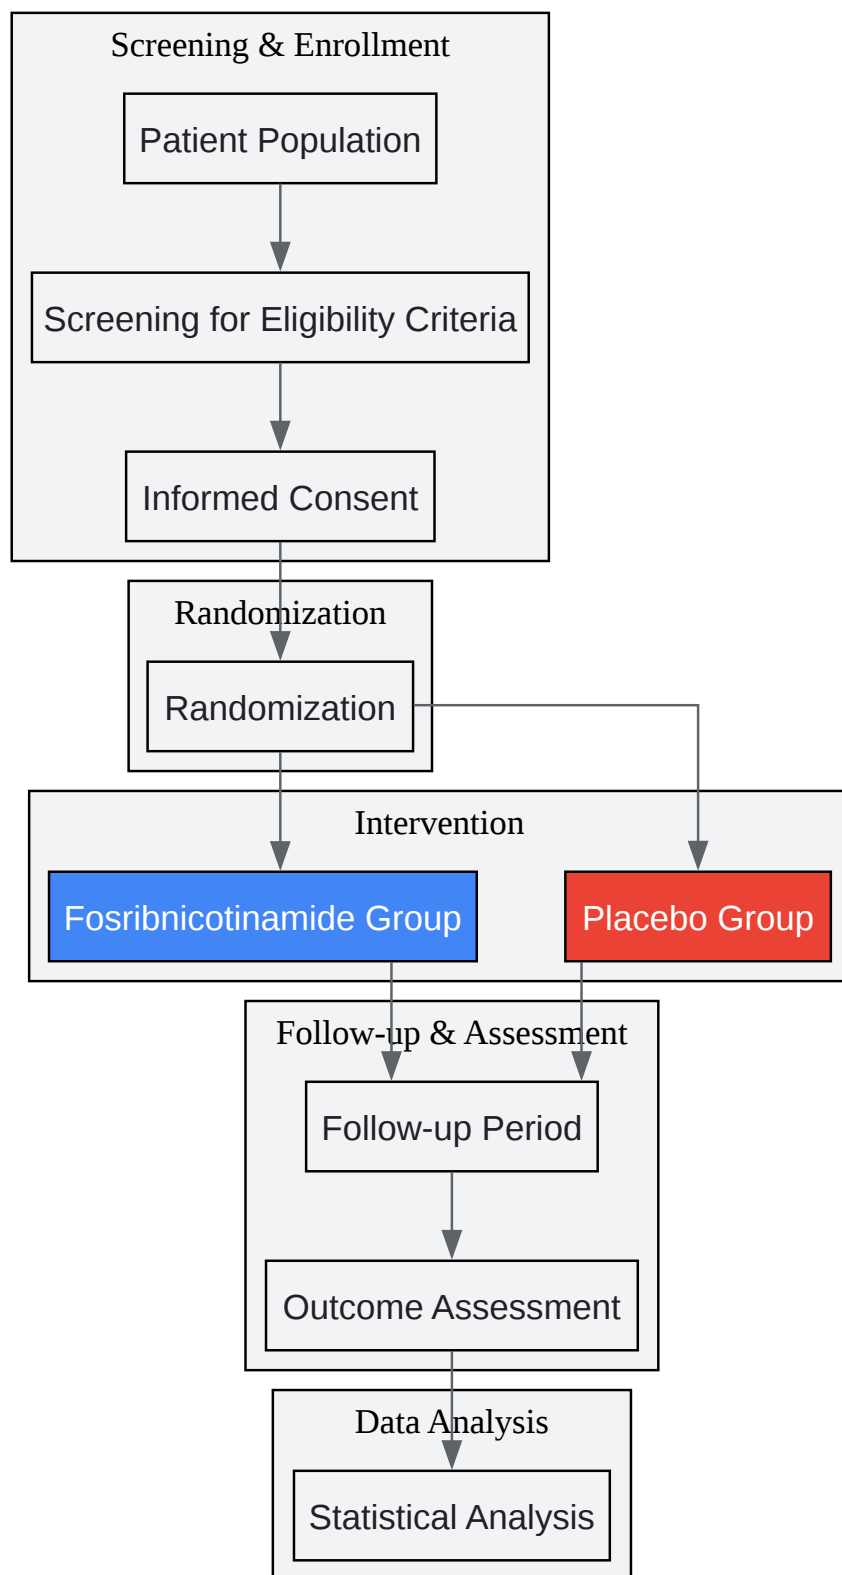 Screening & Enrollment
Patient Population
Screening for Eligibility Criteria
Informed Consent
Randomization
Randomization
Intervention
Fosribnicotinamide Group
Placebo Group
Follow-up & Assessment
Follow-up Period
Outcome Assessment
Data Analysis
Statistical Analysis